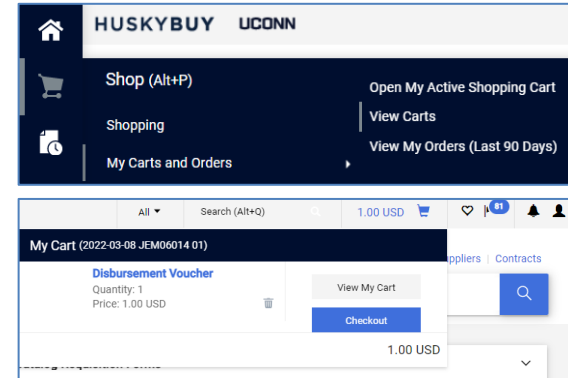 HUSKYBUY UCONN
Shop (Alt+P)
Open My Active Shopping Cart
Shopping
View Carts
My Carts and Orders
View My Orders (Last 90 Days)
All
Search (Alt+Q)
1.00 USD
81
My Cart (2022-03-08 JEM06014 01)
Contracts
Disbursement Voucher
Quantity: 1
Price: 1.00 USD
View My Cart
Checkout
1.00 USD